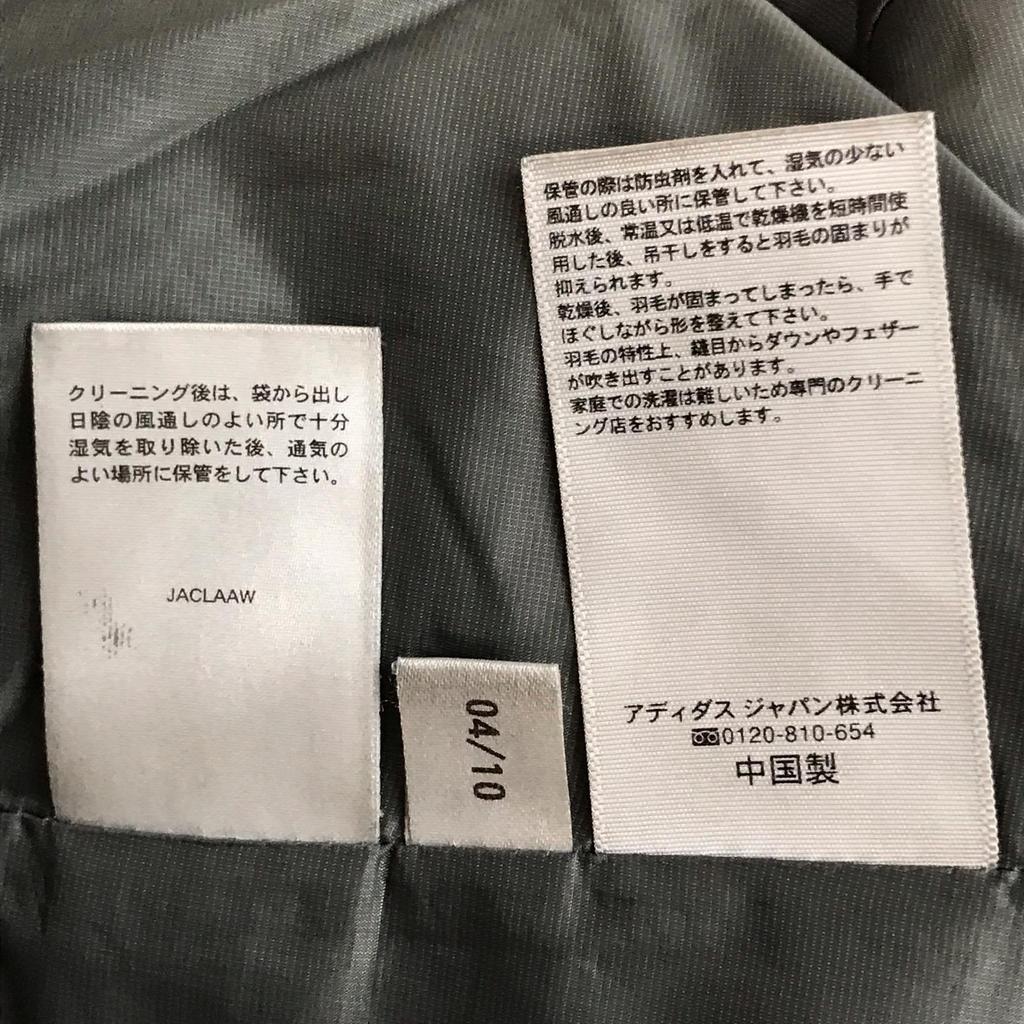 クリーニング後は、袋から出し
日陰の風通しのよい所で十分
湿気を取り除いた後、通気の
よい場所に保管をして下さい。
JACLAAW
04/10
保管の際は防虫剤を入れて、湿気の少ない
風通しの良い所に保管して下さい。
脱水後、常温又は低温で乾燥機を短時間使
用した後、吊干しをすると羽毛の固まりが
抑えられます。
乾燥後、羽毛が固まってしまったら、手で
ほぐしながら形を整えて下さい。
羽毛の特性上、縫目からダウンやフェザー
が吹き出すことがあります。
家庭での洗濯は難しいため専門のクリーニ
ング店をおすすめします。
アディダス ジャパン株式会社
0120-810-654
中国製